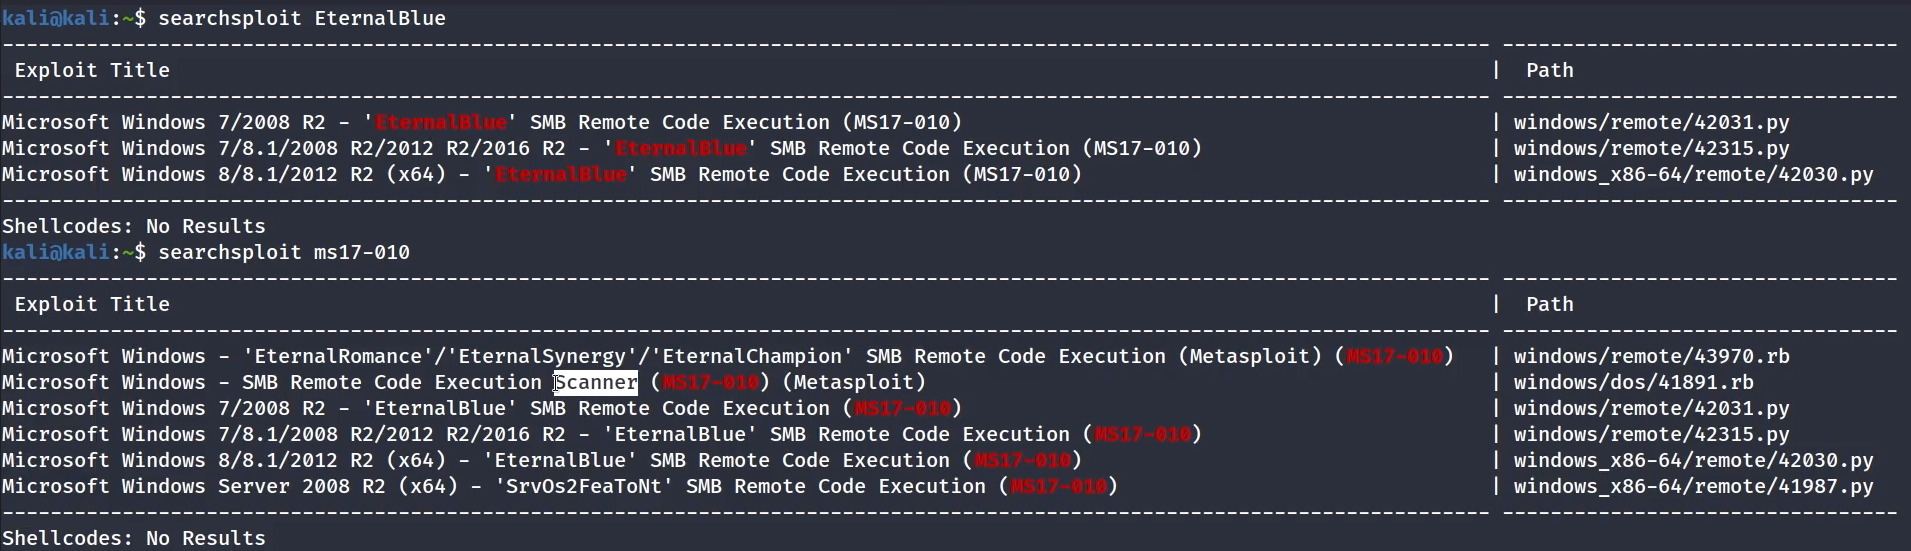 kali@kali:~$ searchsploit EternalBlue
Exploit Title | Path
Microsoft Windows 7/2008 R2 - 'EternalBlue' SMB Remote Code Execution (MS17-010) | windows/remote/42031.py
Microsoft Windows 7/8.1/2008 R2/2012 R2/2016 R2 - 'EternalBlue' SMB Remote Code Execution (MS17-010) | windows/remote/42315.py
Microsoft Windows 8/8.1/2012 R2 (x64) - 'EternalBlue' SMB Remote Code Execution (MS17-010) | windows_x86-64/remote/42030.py
Shellcodes: No Results
kali@kali:~$ searchsploit ms17-010
Exploit Title | Path
Microsoft Windows - 'EternalRomance'/'EternalSynergy'/'EternalChampion' SMB Remote Code Execution (Metasploit) (MS17-010) | windows/remote/43970.rb
Microsoft Windows - SMB Remote Code Execution Scanner (MS17-010) (Metasploit) | windows/dos/41891.rb
Microsoft Windows 7/2008 R2 - 'EternalBlue' SMB Remote Code Execution (MS17-010) | windows/remote/42031.py
Microsoft Windows 7/8.1/2008 R2/2012 R2/2016 R2 - 'EternalBlue' SMB Remote Code Execution (MS17-010) | windows/remote/42315.py
Microsoft Windows 8/8.1/2012 R2 (x64) - 'EternalBlue' SMB Remote Code Execution (MS17-010) | windows_x86-64/remote/42030.py
Microsoft Windows Server 2008 R2 (x64) - 'SrvOs2FeaToNt' SMB Remote Code Execution (MS17-010) | windows_x86-64/remote/41987.py
Shellcodes: No Results